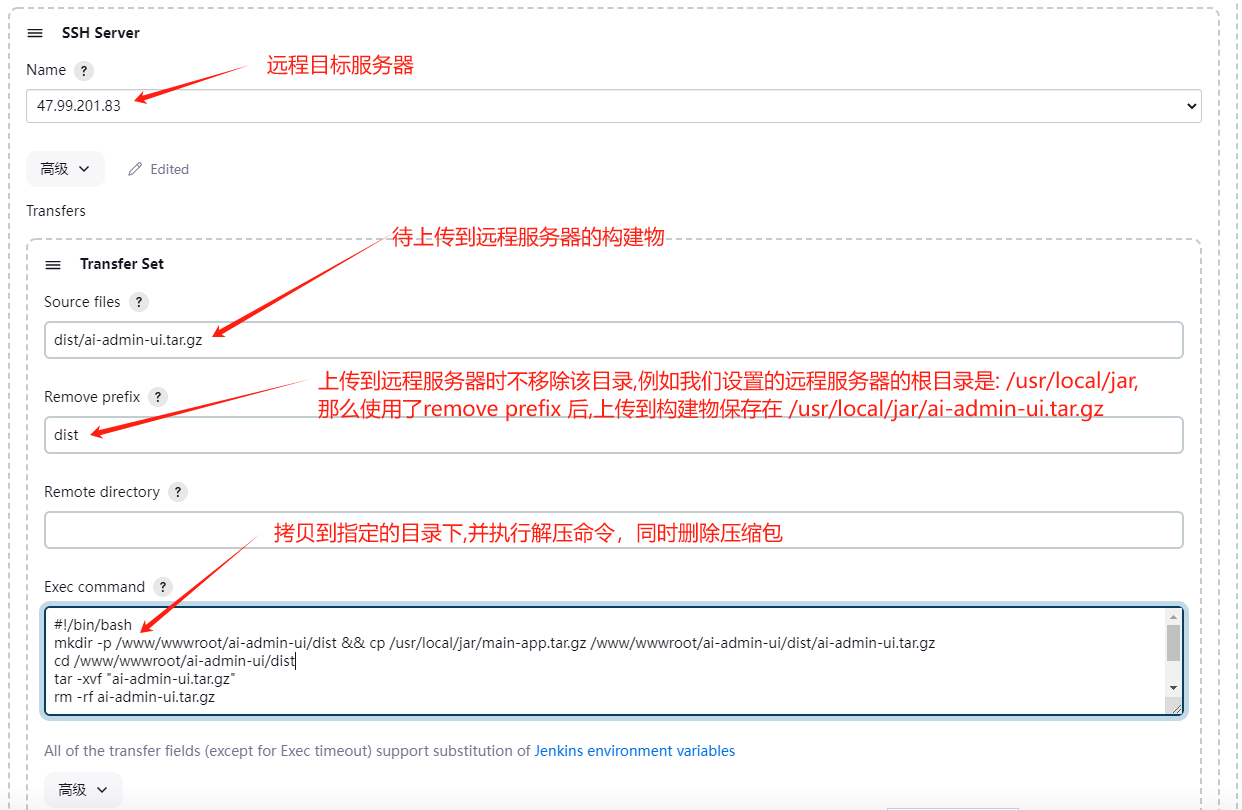 SSH Server
Name ?
远程目标服务器
47.99.201.83
高级
Edited
Transfers
待上传到远程服务器的构建物
Transfer Set
Source files ?
dist/ai-admin-ui.tar.gz
上传到远程服务器时不移除该目录,例如我们设置的远程服务器的根目录是: /usr/local/jar,
那么使用了remove prefix 后,上传到构建物保存在 /usr/local/jar/ai-admin-ui.tar.gz
Remove prefix ?
dist
Remote directory ?
拷贝到指定的目录下,并执行解压命令，同时删除压缩包
Exec command ?
#!/bin/bash
mkdir -p /www/wwwroot/ai-admin-ui/dist && cp /usr/local/jar/main-app.tar.gz /www/wwwroot/ai-admin-ui/dist/ai-admin-ui.tar.gz
cd /www/wwwroot/ai-admin-ui/dist
tar -xvf "ai-admin-ui.tar.gz"
rm -rf ai-admin-ui.tar.gz
All of the transfer fields (except for Exec timeout) support substitution of Jenkins environment variables
高级